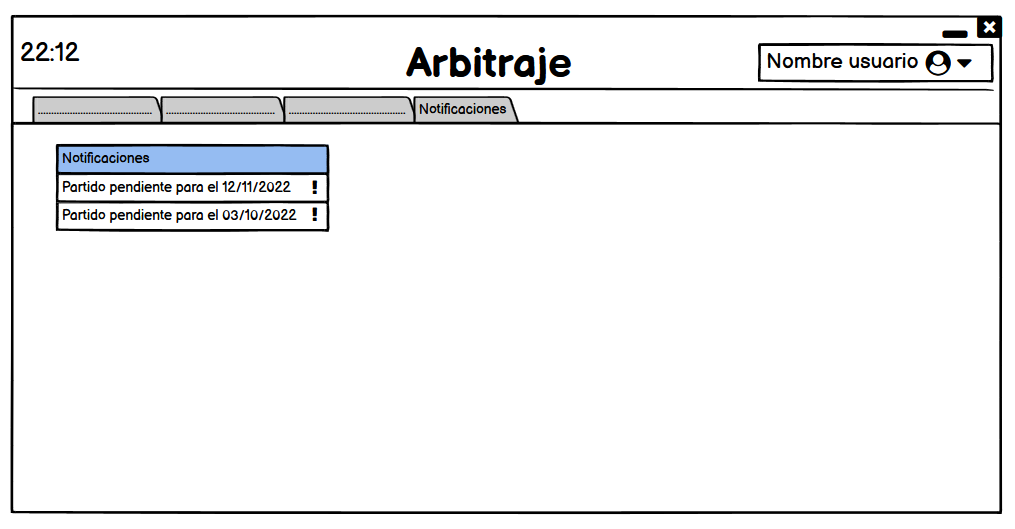 22:12
Arbitraje
Nombre usuario
Notificaciones
Notificaciones
Partido pendiente para el 12/11/2022 !
Partido pendiente para el 03/10/2022 !